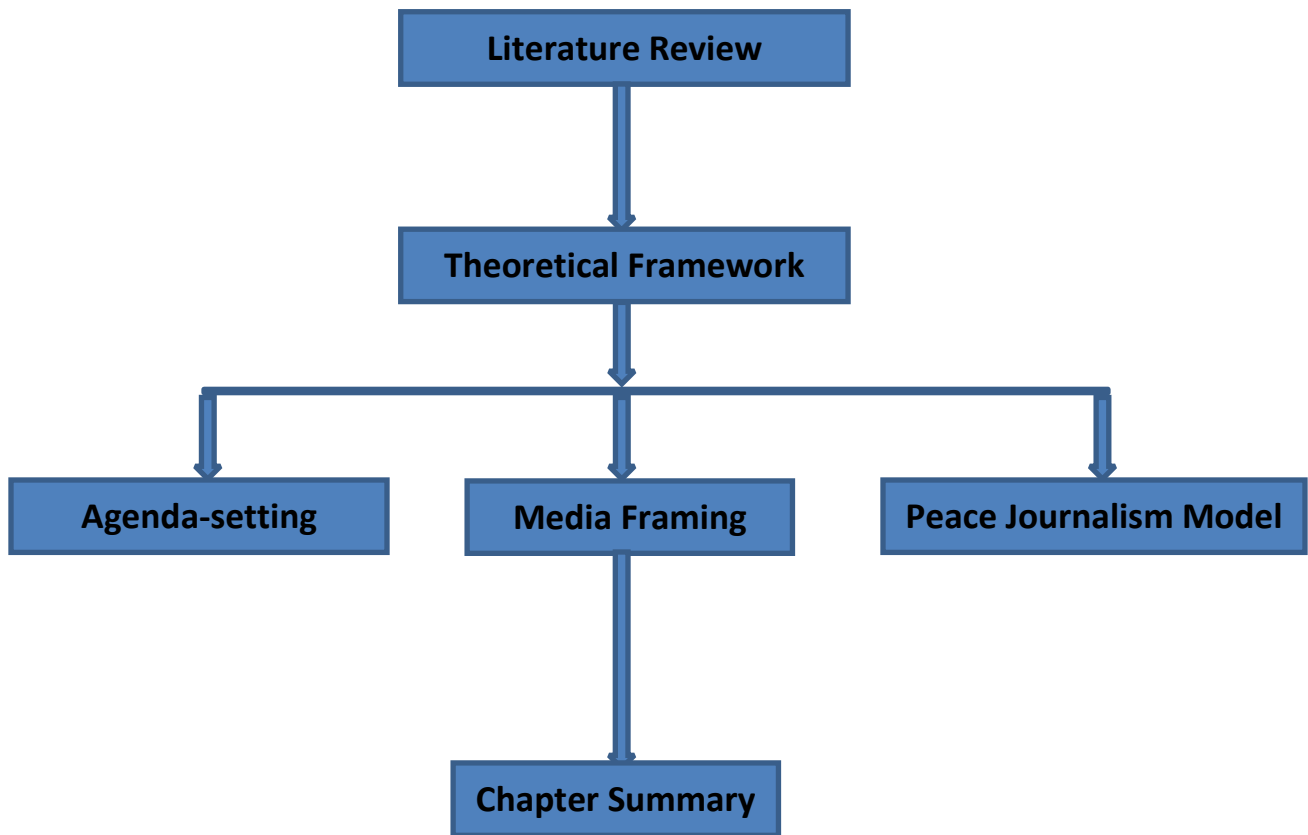 Literature Review
Theoretical Framework
Agenda-setting
Media Framing
Peace Journalism Model
Chapter Summary